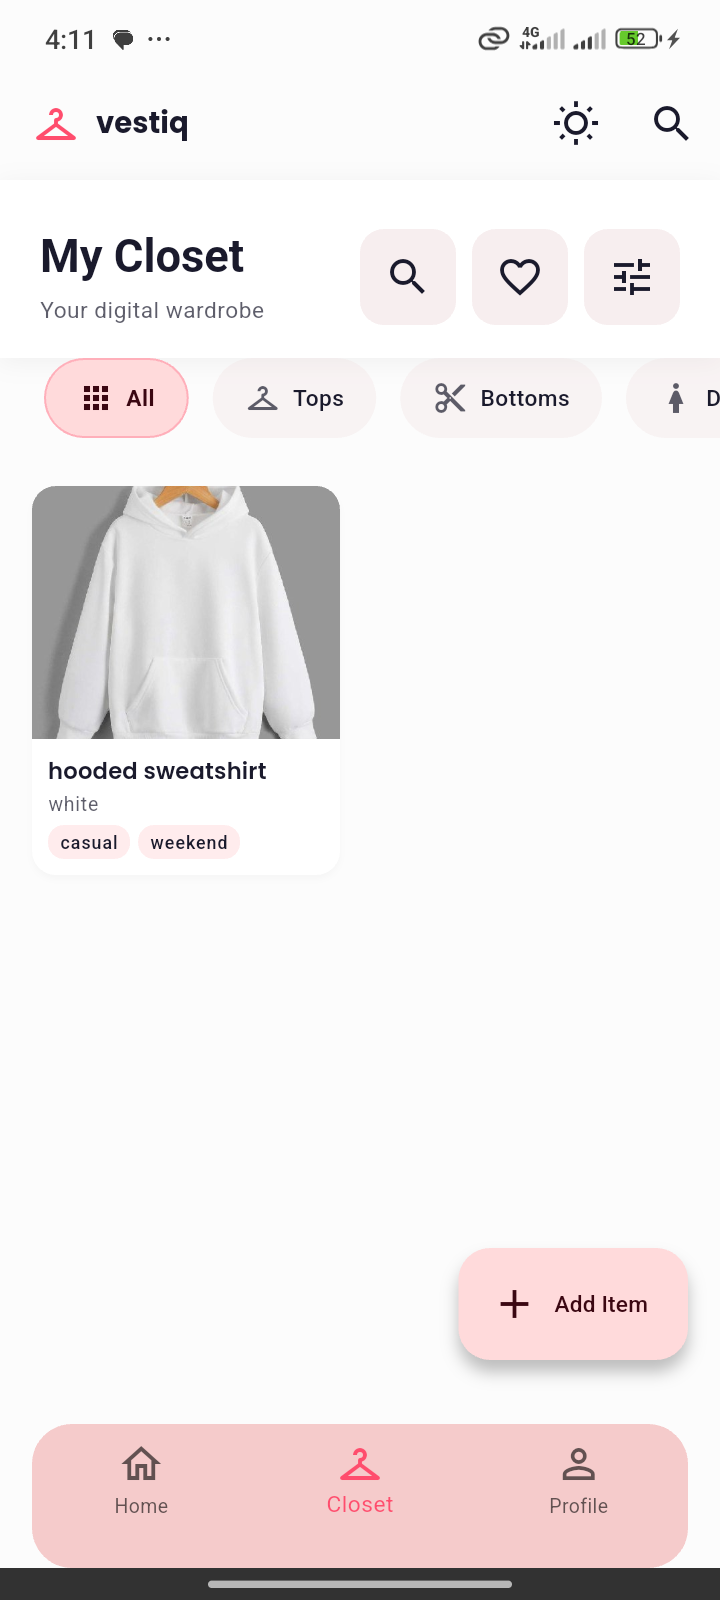 4:11
4G
52
vestiq
My Closet
Your digital wardrobe
All
Tops
Bottoms
D
hooded sweatshirt
white
casual
weekend
Add Item
Home
Closet
Profile